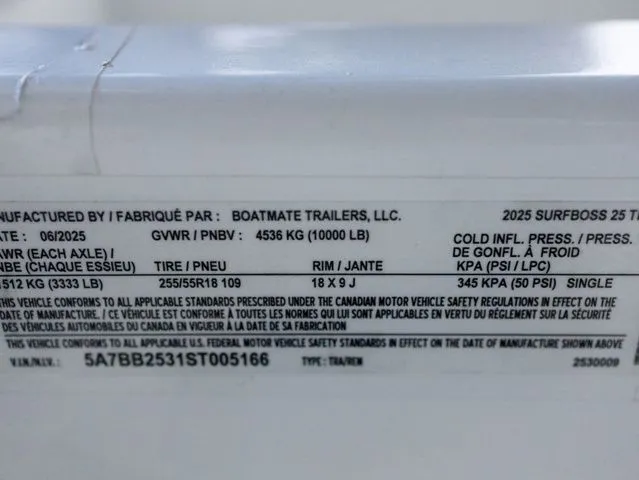 NUFACTURED BY / FABRIQUÉ PAR : BOATMATE TRAILERS, LLC. 2025 SURFBOSS 25 T
ATE : 06/2025 GVWR / PNBV : 4536 KG (10000 LB) COLD INFL. PRESS. / PRESS.
AWR (EACH AXLE) / DE GONFL. À FROID
NBE (CHAQUE ESSIEU) TIRE / PNEU RIM / JANTE KPA (PSI / LPC)
512 KG (3333 LB) 255/55R18 109 18 X 9 J 345 KPA (50 PSI) SINGLE
THIS VEHICLE CONFORMS TO ALL APPLICABLE STANDARDS PRESCRIBED UNDER THE CANADIAN MOTOR VEHICLE SAFETY REGULATIONS IN EFFECT ON THE
DATE OF MANUFACTURE. / CE VÉHICULE EST CONFORME À TOUTES LES NORMES QUI LUI SONT APPLICABLES EN VERTU DU RÈGLEMENT SUR LA SÉCURITÉ
DES VÉHICULES AUTOMOBILES DU CANADA EN VIGUEUR À LA DATE DE SA FABRICATION
THIS VEHICLE CONFORMS TO ALL APPLICABLE U.S. FEDERAL MOTOR VEHICLE SAFETY STANDARDS IN EFFECT ON THE DATE OF MANUFACTURE SHOWN ABOVE
V.I.N./N.I.V.: 5A7BB2531ST005166 TYPE: TRA/REM 2530009